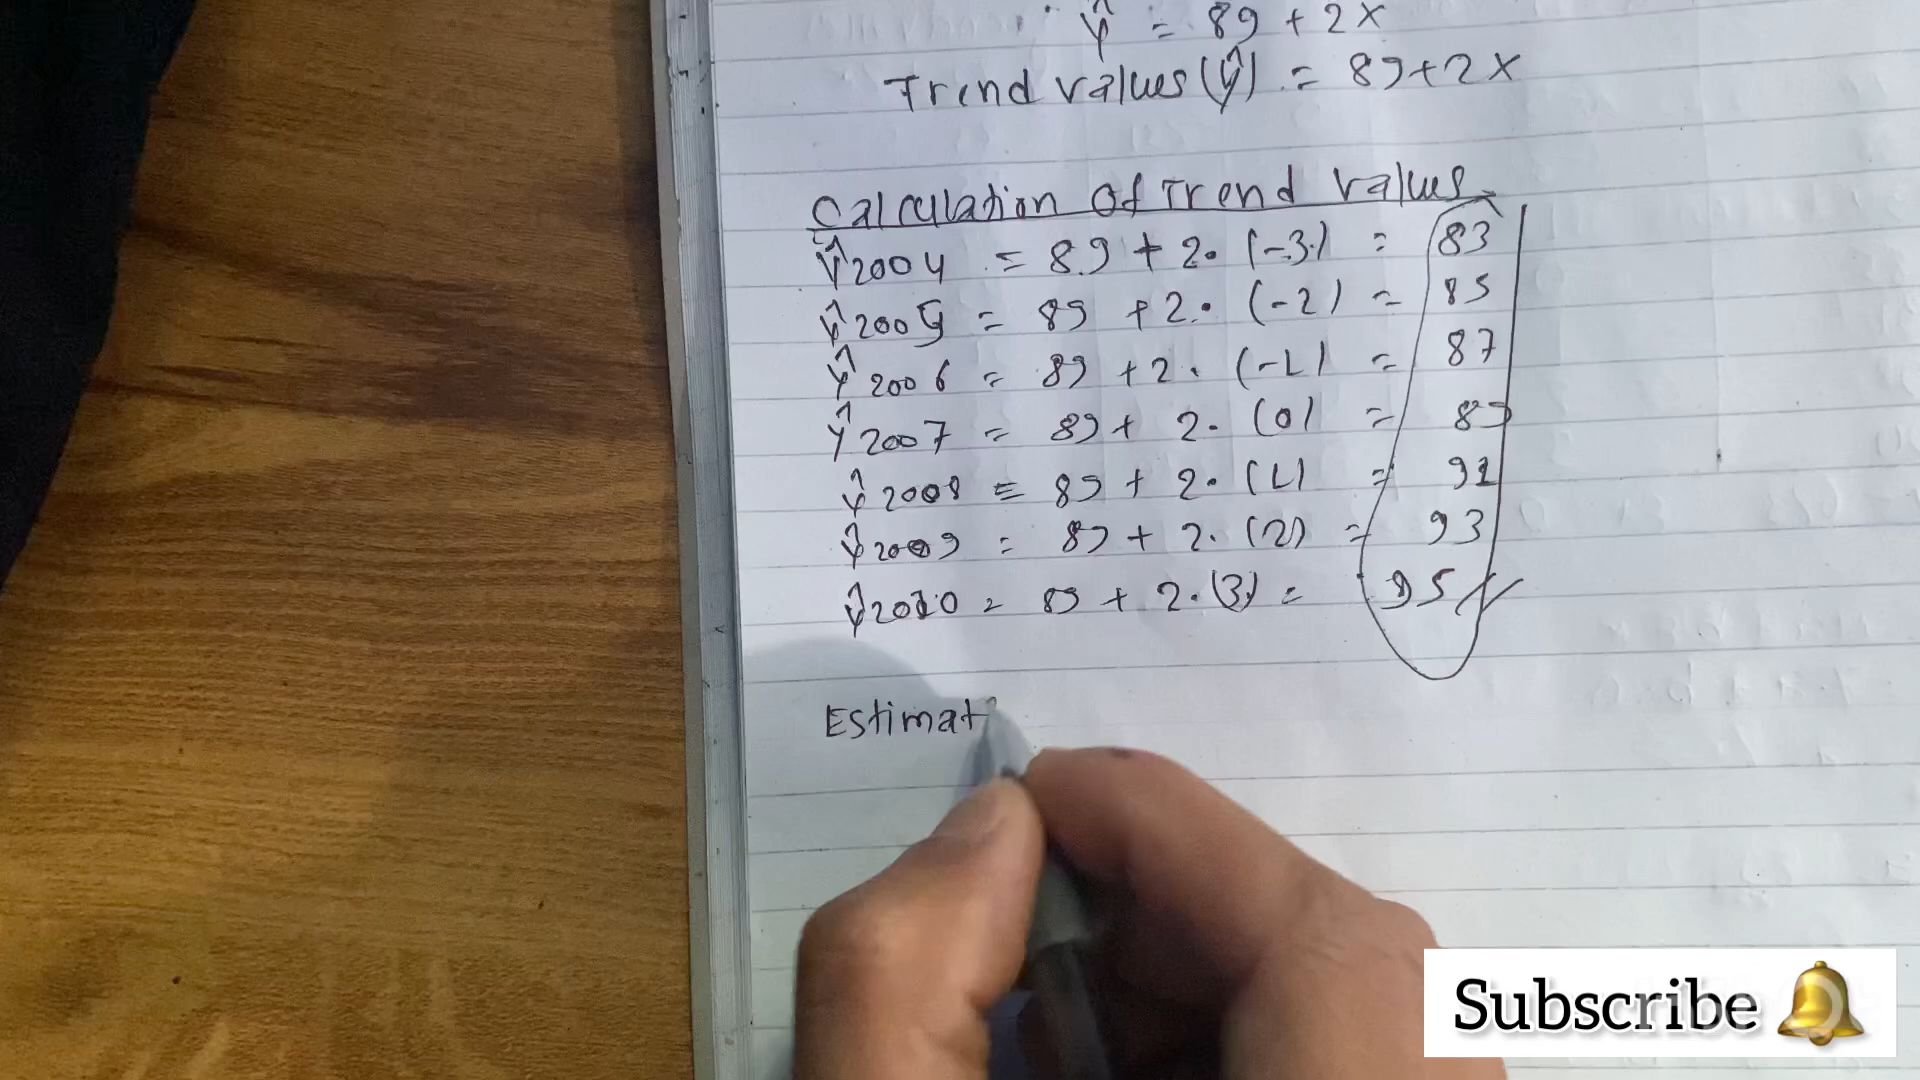 Ŷ = 89 + 2x
Trend values (ŷ) = 89+2x
Calculation of Trend values
Ŷ2004 = 89 + 2. (-3) = 83
Ŷ2005 = 89 + 2. (-2) = 85
Ŷ2006 = 89 + 2. (-1) = 87
Ŷ2007 = 89 + 2. (0) = 89
Ŷ2008 = 89 + 2. (1) = 91
Ŷ2009 = 89 + 2. (2) = 93
Ŷ2010 = 89 + 2. (3) = 95
Estimat
Subscribe